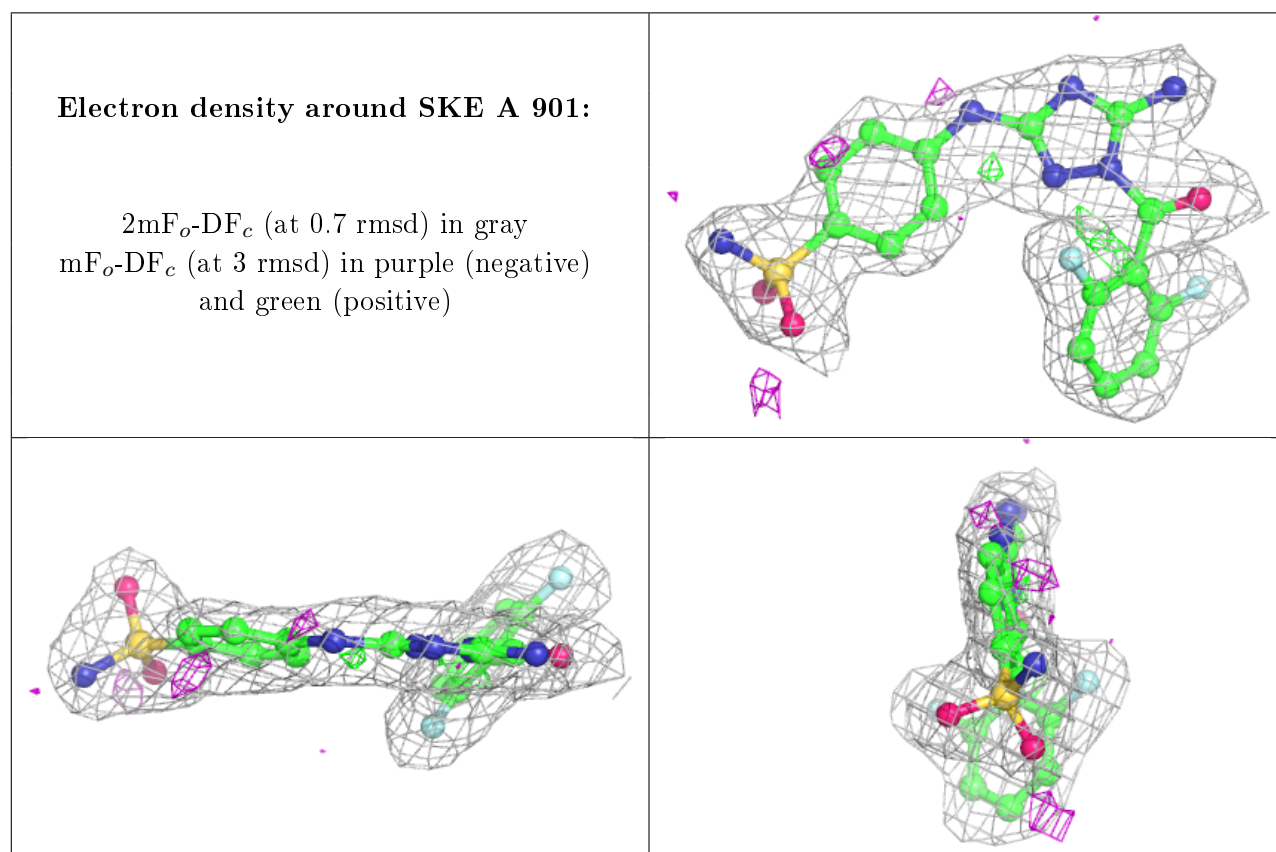 Electron density around SKE A 901:
2mFₒ-DF𝒸 (at 0.7 rmsd) in gray
mFₒ-DF𝒸 (at 3 rmsd) in purple (negative)
and green (positive)